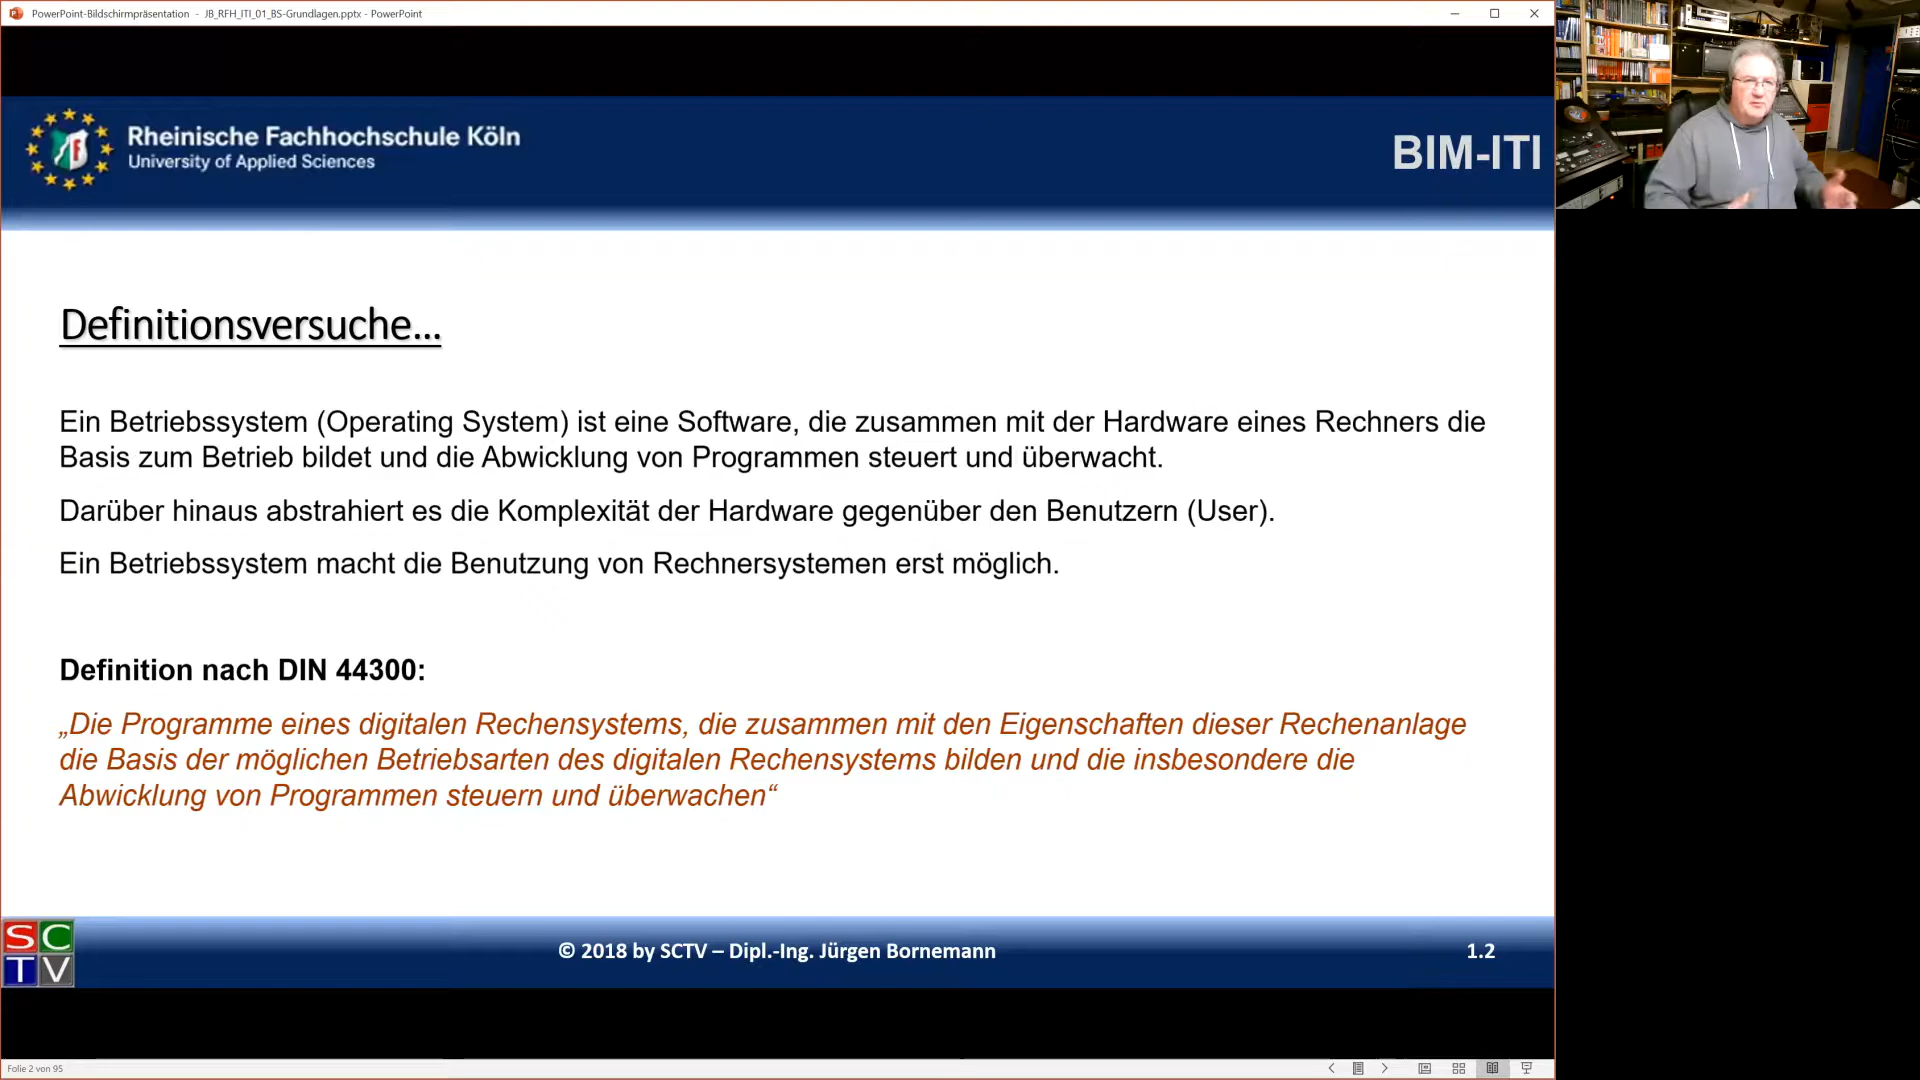 PowerPoint-Bildschirmpräsentation - JB_RFH_ITI_01_BS-Grundlagen.pptx - PowerPoint
Rheinische Fachhochschule Köln
University of Applied Sciences
BIM-ITI
Definitionsversuche...
Ein Betriebssystem (Operating System) ist eine Software, die zusammen mit der Hardware eines Rechners die
Basis zum Betrieb bildet und die Abwicklung von Programmen steuert und überwacht.
Darüber hinaus abstrahiert es die Komplexität der Hardware gegenüber den Benutzern (User).
Ein Betriebssystem macht die Benutzung von Rechnersystemen erst möglich.
Definition nach DIN 44300:
„Die Programme eines digitalen Rechensystems, die zusammen mit den Eigenschaften dieser Rechenanlage
die Basis der möglichen Betriebsarten des digitalen Rechensystems bilden und die insbesondere die
Abwicklung von Programmen steuern und überwachen“
SC
TV
© 2018 by SCTV – Dipl.-Ing. Jürgen Bornemann
1.2
Folie 2 von 95